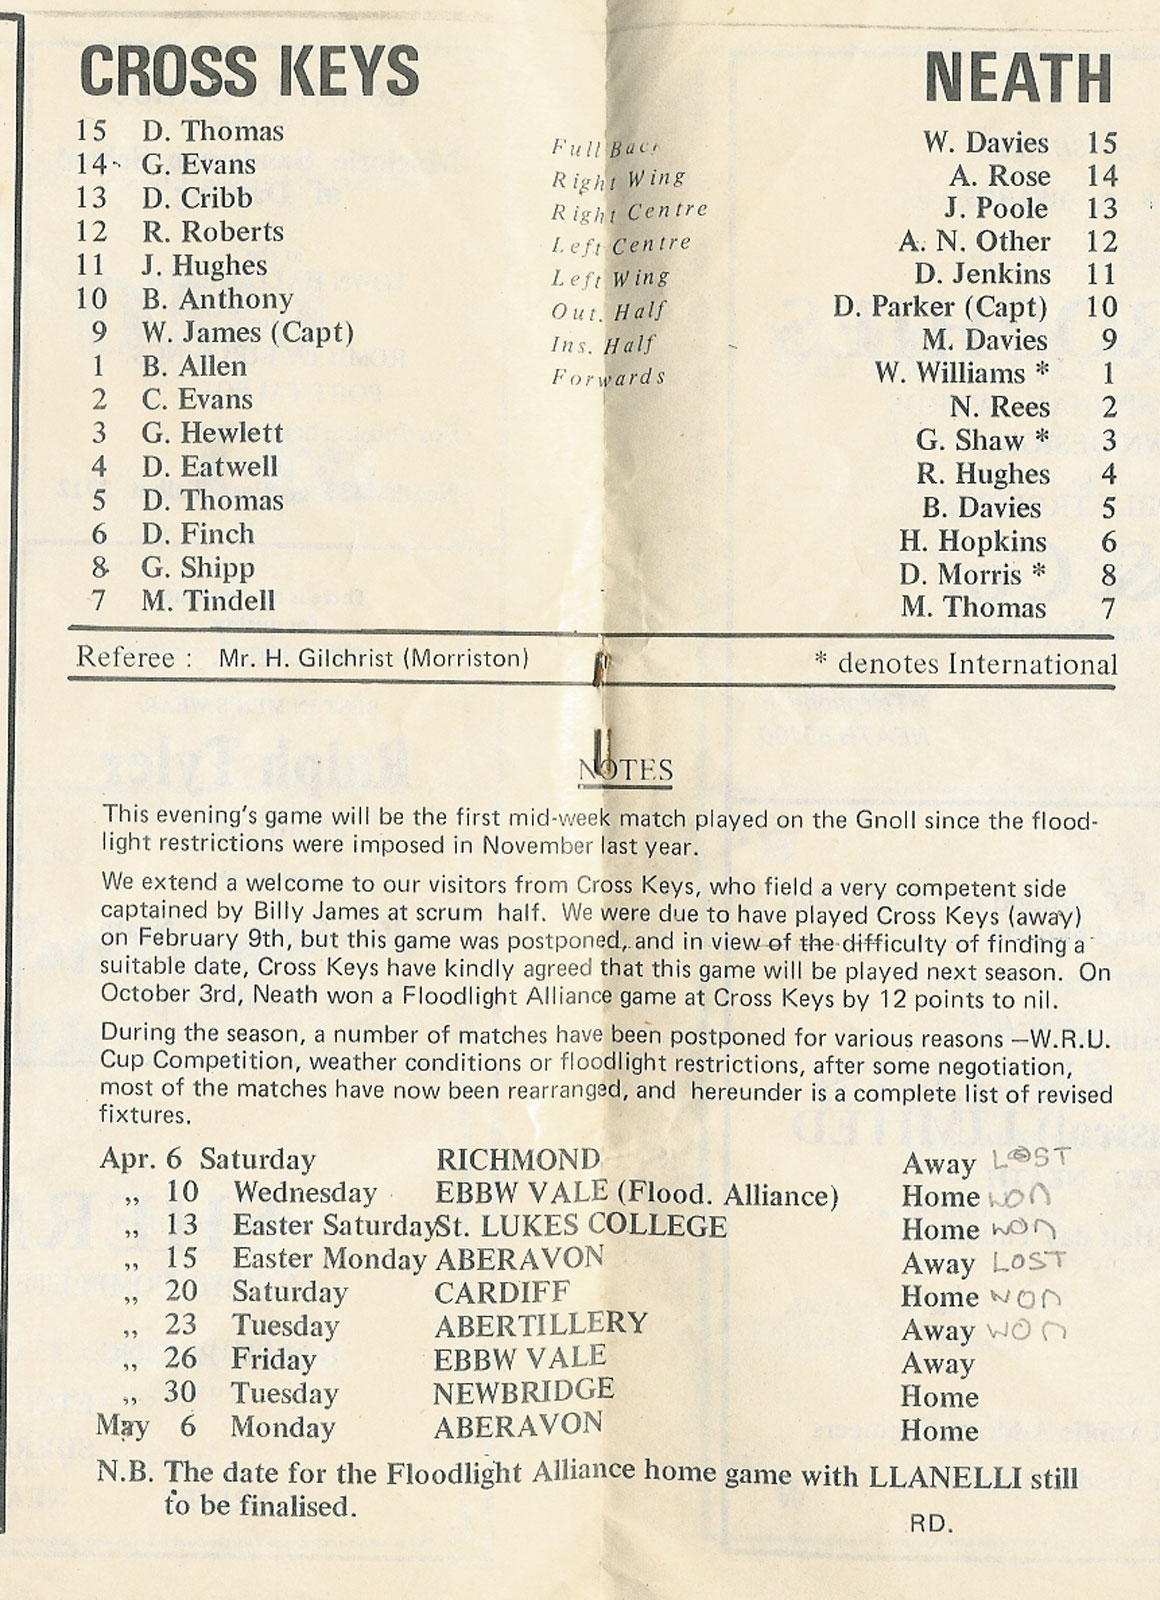 CROSS KEYS NEATH
15 D. Thomas Full Back W. Davies 15
14 G. Evans Right Wing A. Rose 14
13 D. Cribb Right Centre J. Poole 13
12 R. Roberts Left Centre A. N. Other 12
11 J. Hughes Left Wing D. Jenkins 11
10 B. Anthony Out. Half D. Parker (Capt) 10
9 W. James (Capt) Ins. Half M. Davies 9
1 B. Allen Forwards W. Williams * 1
2 C. Evans N. Rees 2
3 G. Hewlett G. Shaw * 3
4 D. Eatwell R. Hughes 4
5 D. Thomas B. Davies 5
6 D. Finch H. Hopkins 6
8 G. Shipp D. Morris * 8
7 M. Tindell M. Thomas 7
Referee : Mr. H. Gilchrist (Morriston) * denotes International
NOTES
This evening's game will be the first mid-week match played on the Gnoll since the flood-
light restrictions were imposed in November last year.
We extend a welcome to our visitors from Cross Keys, who field a very competent side
captained by Billy James at scrum half. We were due to have played Cross Keys (away)
on February 9th, but this game was postponed, and in view of the difficulty of finding a
suitable date, Cross Keys have kindly agreed that this game will be played next season. On
October 3rd, Neath won a Floodlight Alliance game at Cross Keys by 12 points to nil.
During the season, a number of matches have been postponed for various reasons —W.R.U.
Cup Competition, weather conditions or floodlight restrictions, after some negotiation,
most of the matches have now been rearranged, and hereunder is a complete list of revised
fixtures.
Apr. 6 Saturday RICHMOND Away LOST
,, 10 Wednesday EBBW VALE (Flood. Alliance) Home WON
,, 13 Easter Saturday St. LUKES COLLEGE Home WON
,, 15 Easter Monday ABERAVON Away LOST
,, 20 Saturday CARDIFF Home WON
,, 23 Tuesday ABERTILLERY Away WON
,, 26 Friday EBBW VALE Away
,, 30 Tuesday NEWBRIDGE Home
May 6 Monday ABERAVON Home
N.B. The date for the Floodlight Alliance home game with LLANELLI still
to be finalised.
RD.